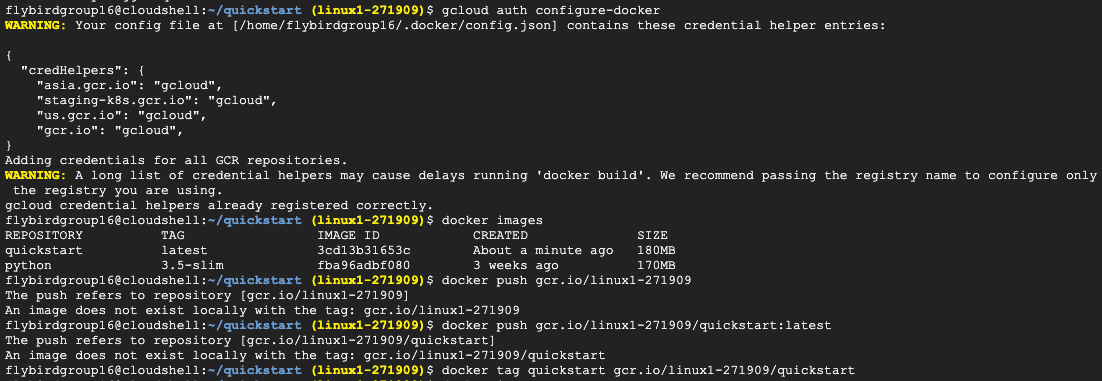 flybirdgroup16@cloudshell:~/quickstart (linux1-271909)$ gcloud auth configure-docker
WARNING: Your config file at [/home/flybirdgroup16/.docker/config.json] contains these credential helper entries:
{
  "credHelpers": {
    "asia.gcr.io": "gcloud",
    "staging-k8s.gcr.io": "gcloud",
    "us.gcr.io": "gcloud",
    "gcr.io": "gcloud",
}
Adding credentials for all GCR repositories.
WARNING: A long list of credential helpers may cause delays running 'docker build'. We recommend passing the registry name to configure only
 the registry you are using.
gcloud credential helpers already registered correctly.
flybirdgroup16@cloudshell:~/quickstart (linux1-271909)$ docker images
REPOSITORY          TAG                 IMAGE ID            CREATED              SIZE
quickstart          latest              3cd13b31653c        About a minute ago   180MB
python              3.5-slim            fba96adbf080        3 weeks ago          170MB
flybirdgroup16@cloudshell:~/quickstart (linux1-271909)$ docker push gcr.io/linux1-271909
The push refers to repository [gcr.io/linux1-271909]
An image does not exist locally with the tag: gcr.io/linux1-271909
flybirdgroup16@cloudshell:~/quickstart (linux1-271909)$ docker push gcr.io/linux1-271909/quickstart:latest
The push refers to repository [gcr.io/linux1-271909/quickstart]
An image does not exist locally with the tag: gcr.io/linux1-271909/quickstart
flybirdgroup16@cloudshell:~/quickstart (linux1-271909)$ docker tag quickstart gcr.io/linux1-271909/quickstart